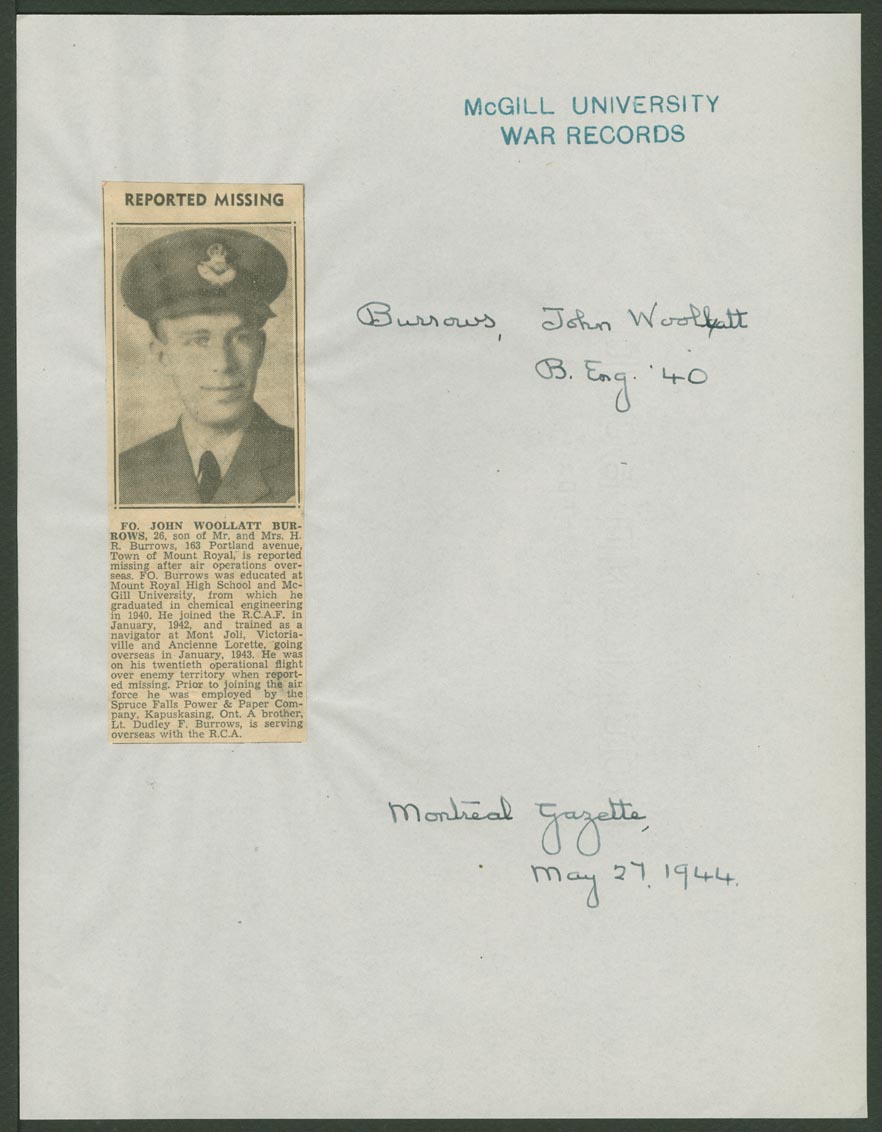 McGILL UNIVERSITY
WAR RECORDS
REPORTED MISSING
Burrows, John Woollatt
B. Eng. '40
FO. JOHN WOOLLATT BUR-
ROWS, 26, son of Mr. and Mrs. H.
R. Burrows, 163 Portland avenue,
Town of Mount Royal, is reported
missing after air operations over-
seas. FO. Burrows was educated at
Mount Royal High School and Mc-
Gill University, from which he
graduated in chemical engineering
in 1940. He joined the R.C.A.F. in
January, 1942, and trained as a
navigator at Mont Joli, Victoria-
ville and Ancienne Lorette, going
overseas in January, 1943. He was
on his twentieth operational flight
over enemy territory when report-
ed missing. Prior to joining the air
force he was employed by the
Spruce Falls Power & Paper Com-
pany, Kapuskasing, Ont. A brother,
Lt. Dudley F. Burrows, is serving
overseas with the R.C.A.
Montreal Gazette,
May 27, 1944.